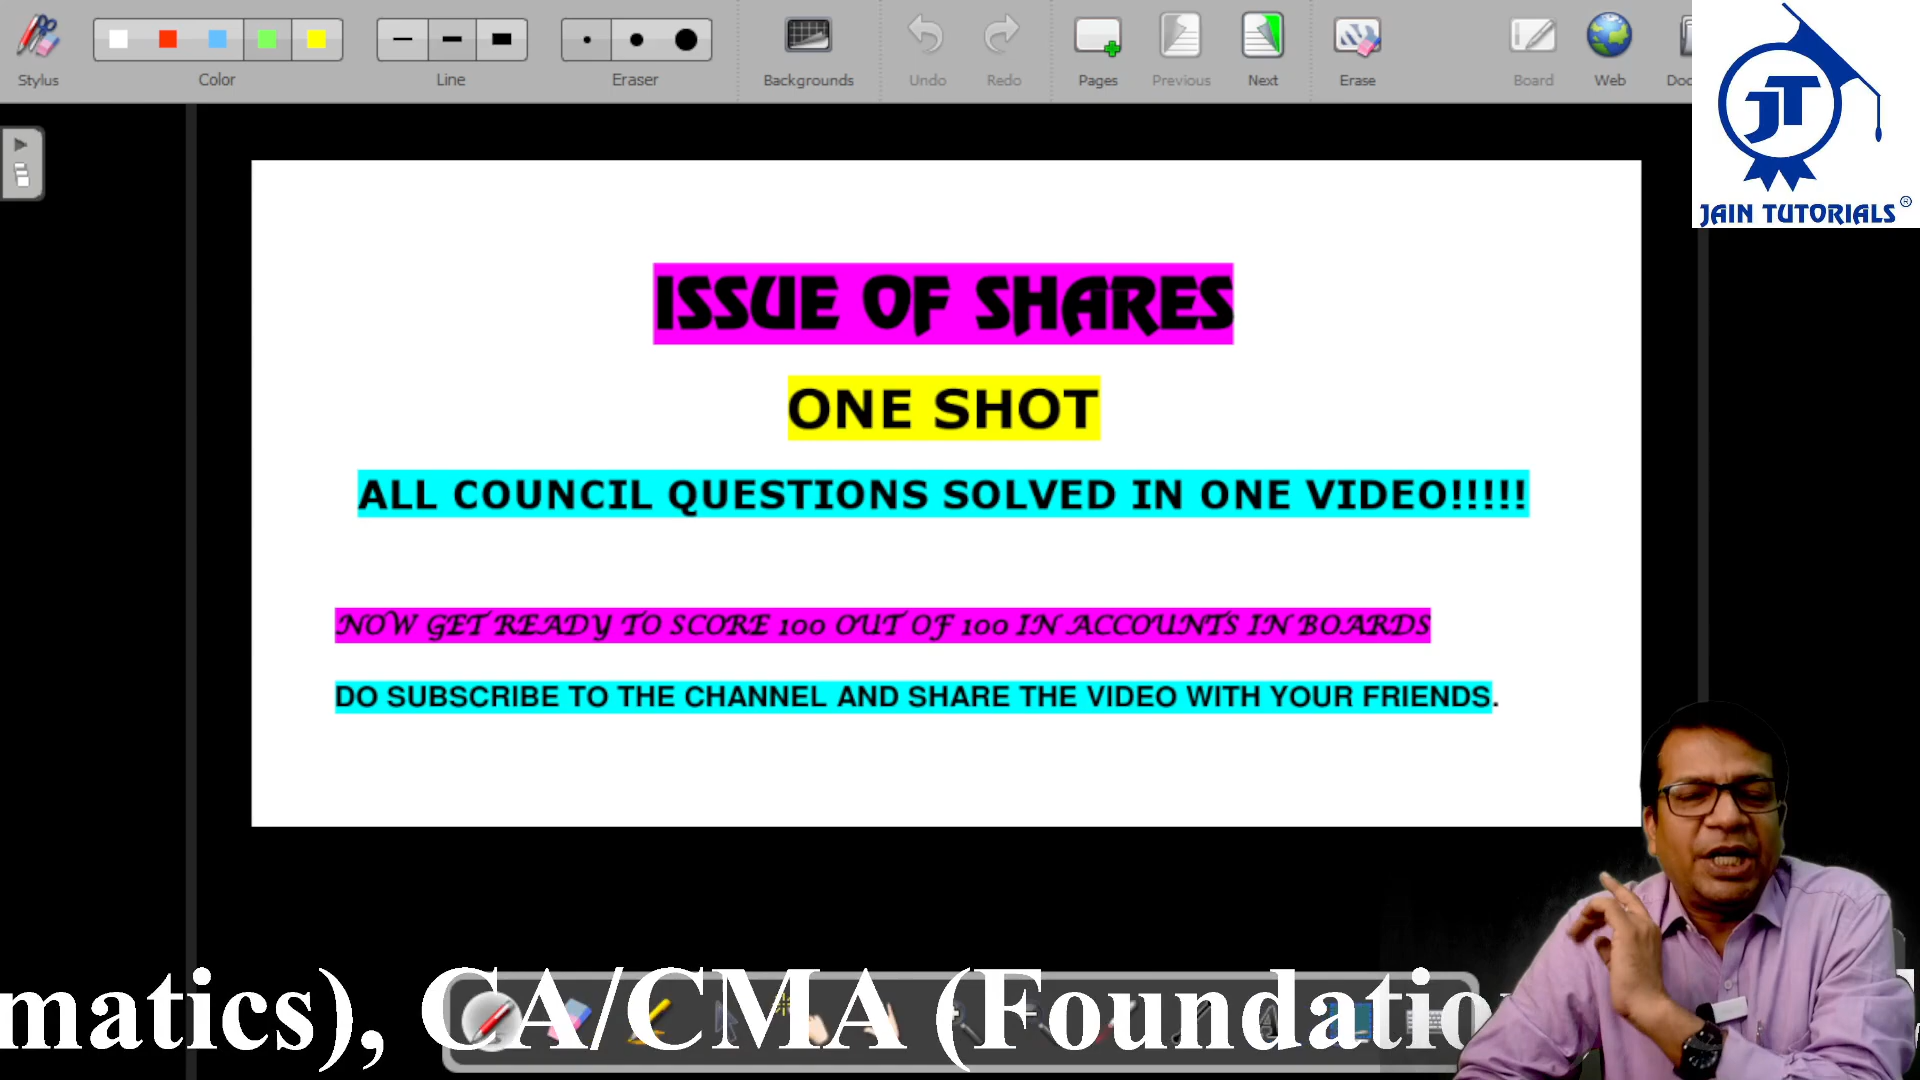 Stylus
Color
Line
Eraser
Backgrounds
Undo
Redo
Pages
Previous
Next
Erase
Board
Web
JT
JAIN TUTORIALS®
ISSUE OF SHARES
ONE SHOT
ALL COUNCIL QUESTIONS SOLVED IN ONE VIDEO!!!!!
NOW GET READY TO SCORE 100 OUT OF 100 IN ACCOUNTS IN BOARDS
DO SUBSCRIBE TO THE CHANNEL AND SHARE THE VIDEO WITH YOUR FRIENDS.
matics), CA/CMA (Foundatio